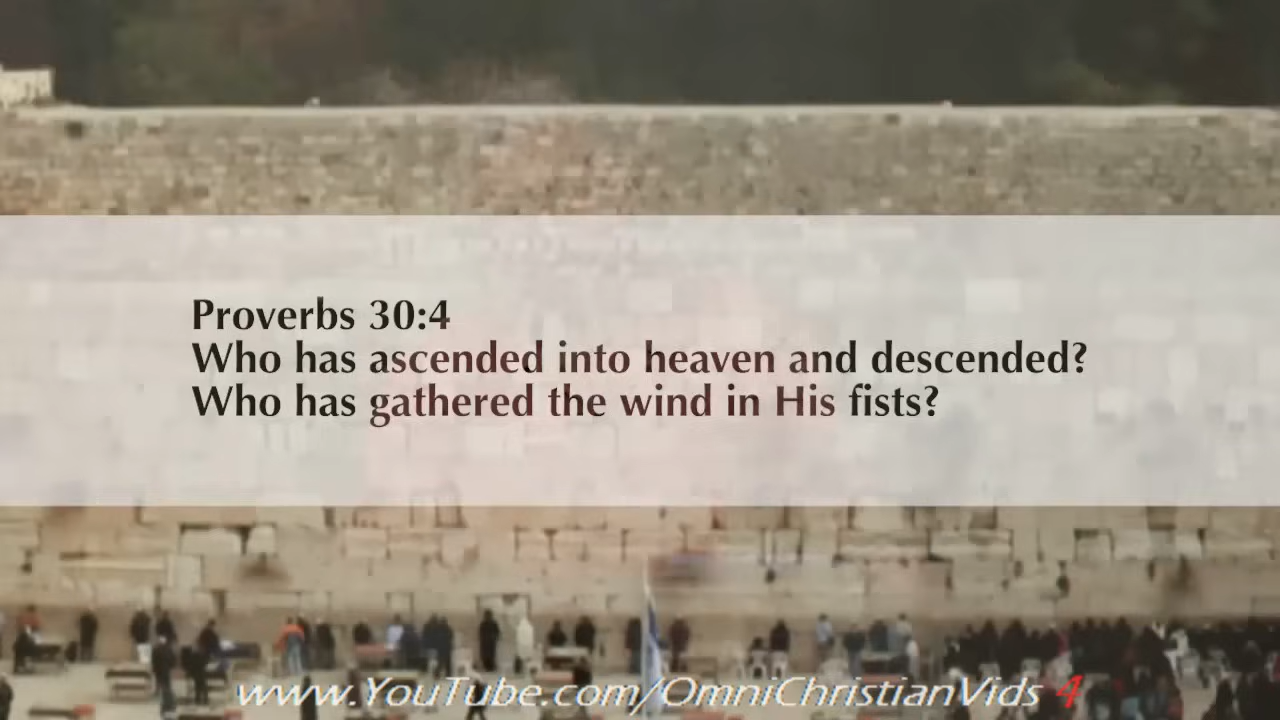 Proverbs 30:4
Who has ascended into heaven and descended?
Who has gathered the wind in His fists?
www.YouTube.com/OmniChristianVids 4